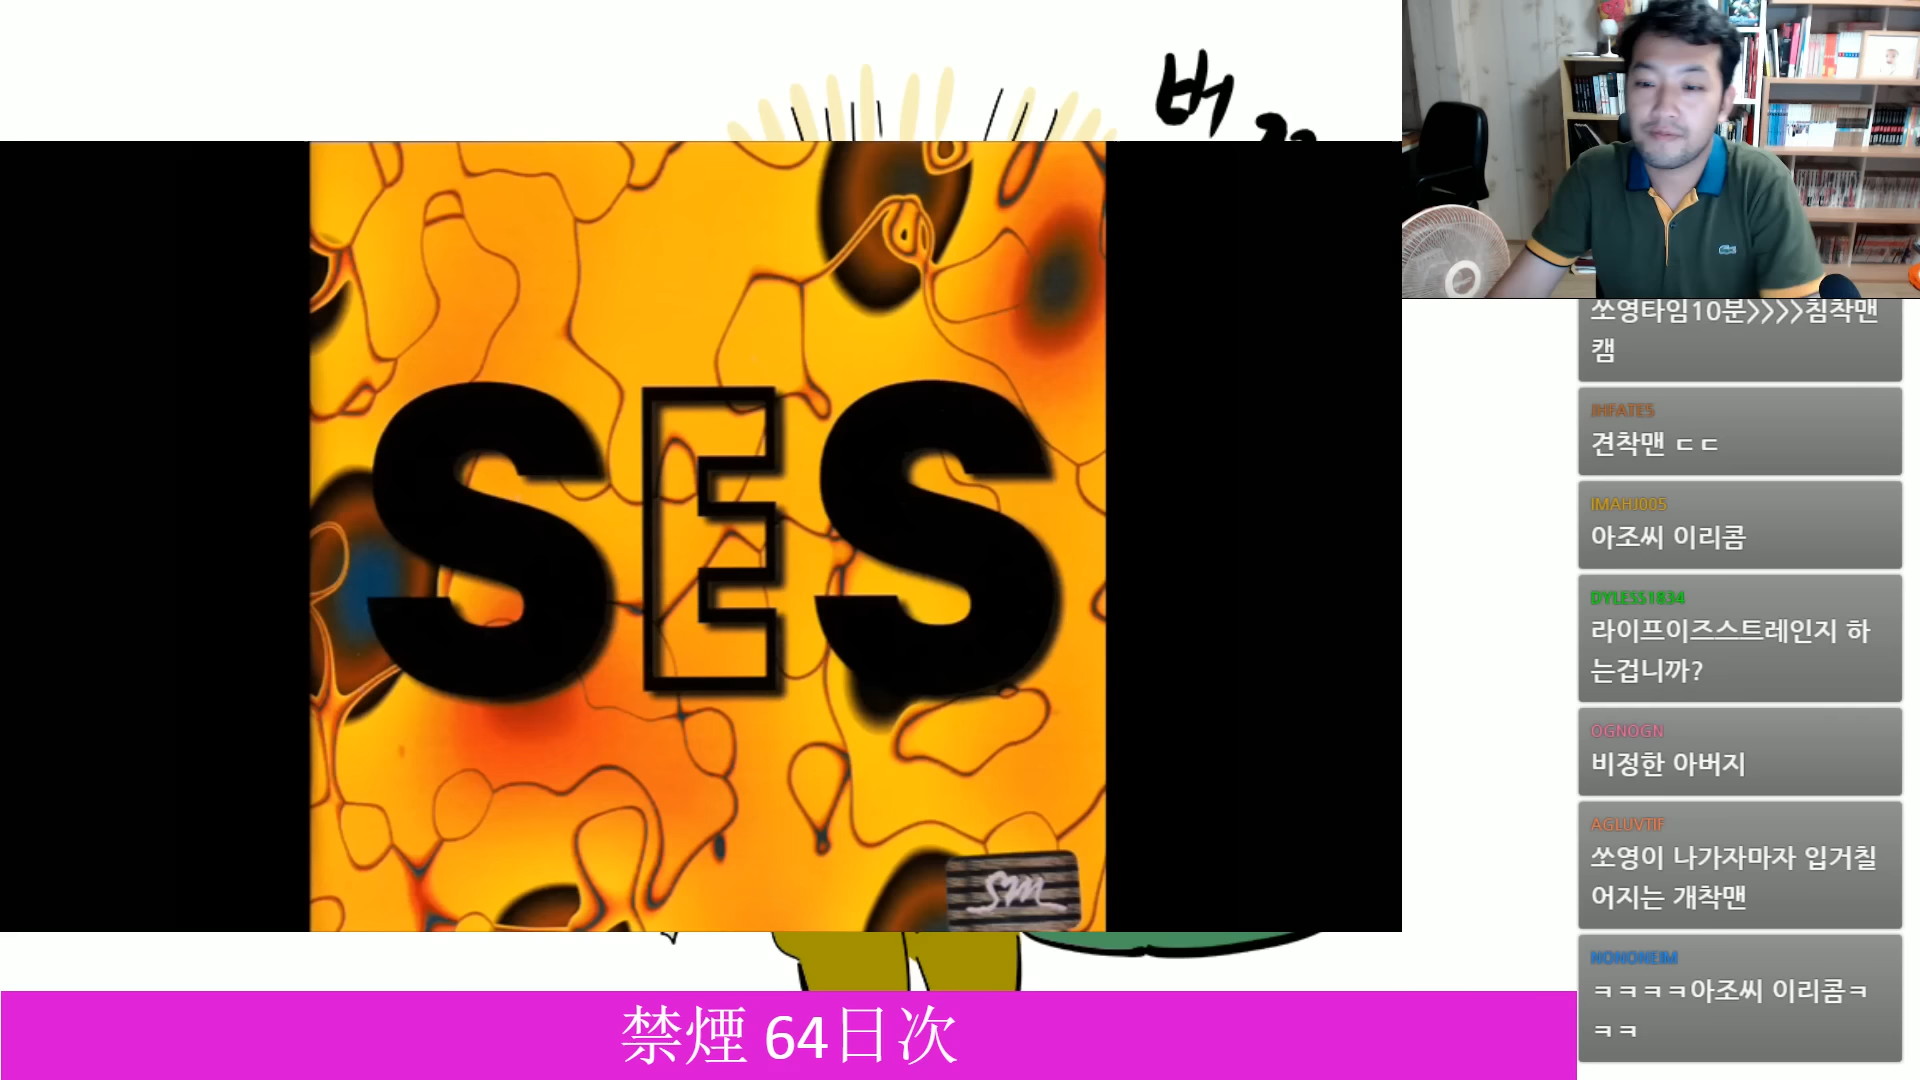 버
SES
SM
쏘영타임10분>>>>침착맨
캠
JHFATES
견착맨 ㄷㄷ
IMAHJ005
아조씨 이리콤
DYLESS1834
라이프이즈스트레인지 하
는겁니까?
OGNOGN
비정한 아버지
AGLUVTIF
쏘영이 나가자마자 입거칠
어지는 개착맨
NONONEIM
ㅋㅋㅋㅋ아조씨 이리콤ㅋ
ㅋㅋ
禁煙 64日次